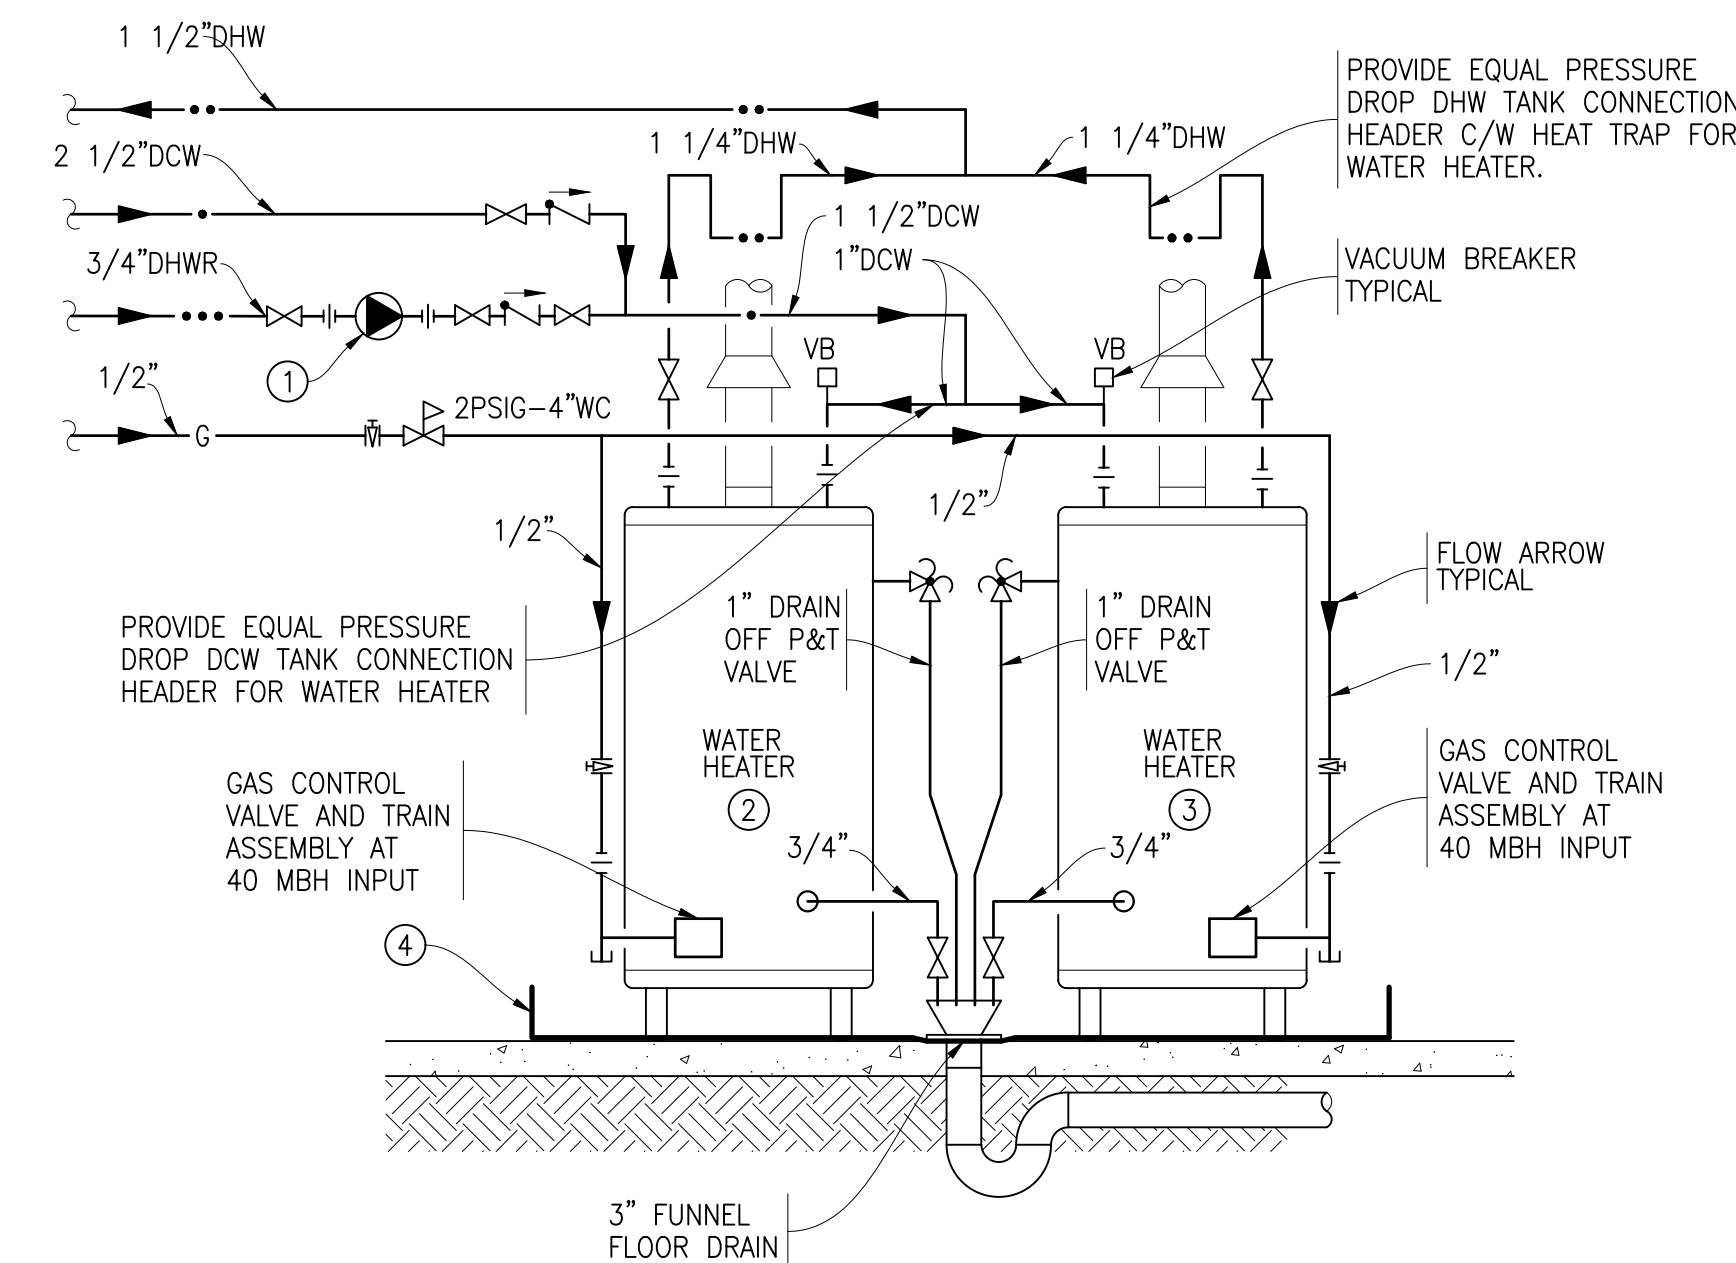 1 1/2”DHW
PROVIDE EQUAL PRESSURE
DROP DHW TANK CONNECTION
HEADER C/W HEAT TRAP FOR
WATER HEATER.
2 1/2”DCW
1 1/4”DHW
1 1/4”DHW
1 1/2”DCW
1”DCW
3/4”DHWR
VACUUM BREAKER
TYPICAL
1
VB
VB
1/2”
2PSIG-4”WC
G
1/2”
1/2”
FLOW ARROW
TYPICAL
PROVIDE EQUAL PRESSURE
DROP DCW TANK CONNECTION
HEADER FOR WATER HEATER
1” DRAIN
OFF P&T
VALVE
1” DRAIN
OFF P&T
VALVE
1/2”
WATER
HEATER
2
WATER
HEATER
3
GAS CONTROL
VALVE AND TRAIN
ASSEMBLY AT
40 MBH INPUT
GAS CONTROL
VALVE AND TRAIN
ASSEMBLY AT
40 MBH INPUT
3/4”
3/4”
4
3” FUNNEL
FLOOR DRAIN